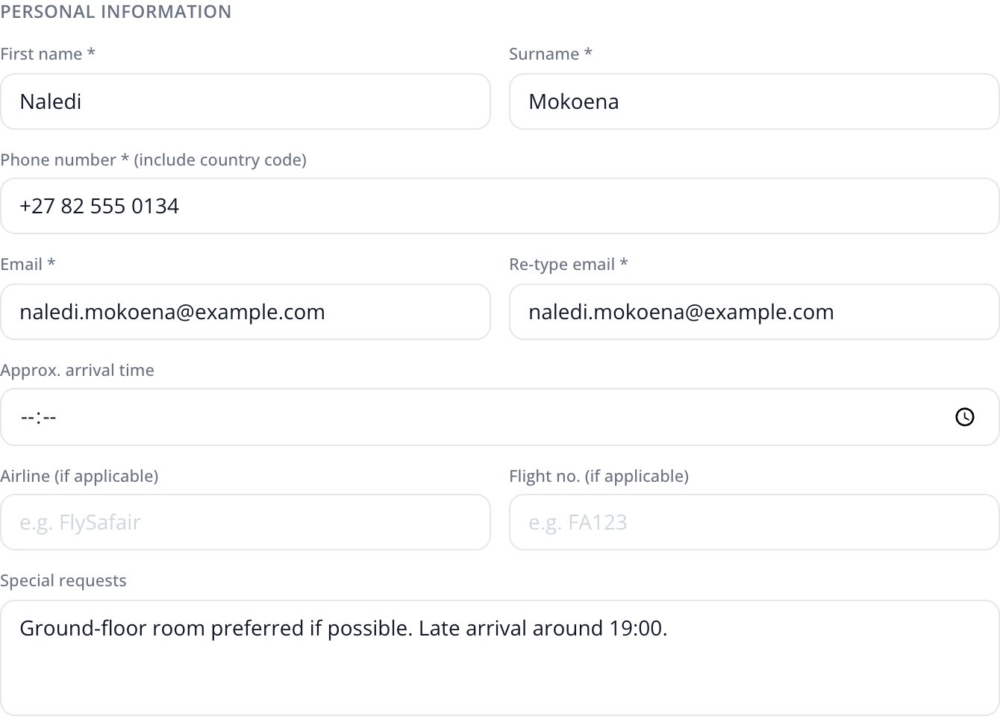 PERSONAL INFORMATION
First name *
Surname *
Naledi
Mokoena
Phone number * (include country code)
+27 82 555 0134
Email *
Re-type email *
naledi.mokoena@example.com
naledi.mokoena@example.com
Approx. arrival time
--:--
Airline (if applicable)
Flight no. (if applicable)
e.g. FlySafair
e.g. FA123
Special requests
Ground-floor room preferred if possible. Late arrival around 19:00.